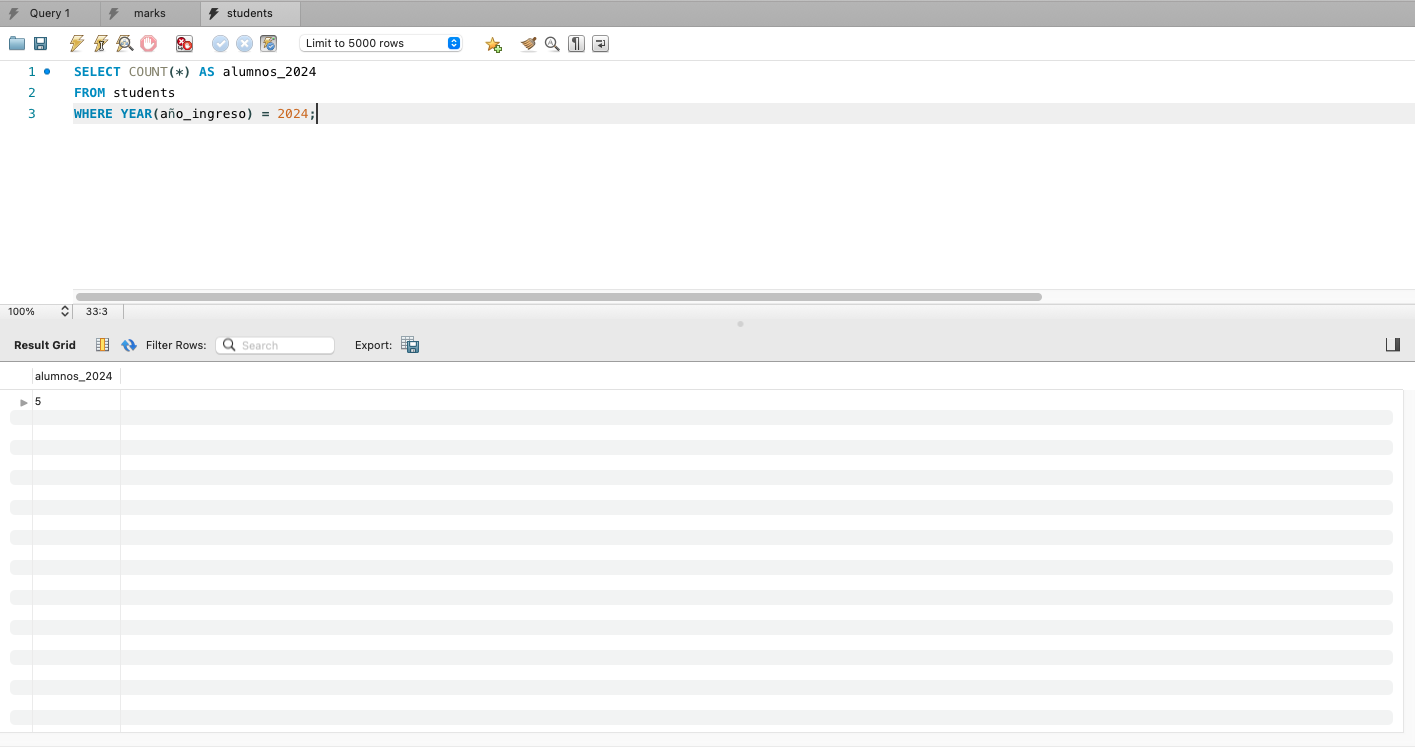 Query 1 marks students
Limit to 5000 rows
1 SELECT COUNT(*) AS alumnos_2024
2 FROM students
3 WHERE YEAR(año_ingreso) = 2024;
100% 33:3
Result Grid Filter Rows: Search Export:
alumnos_2024
5